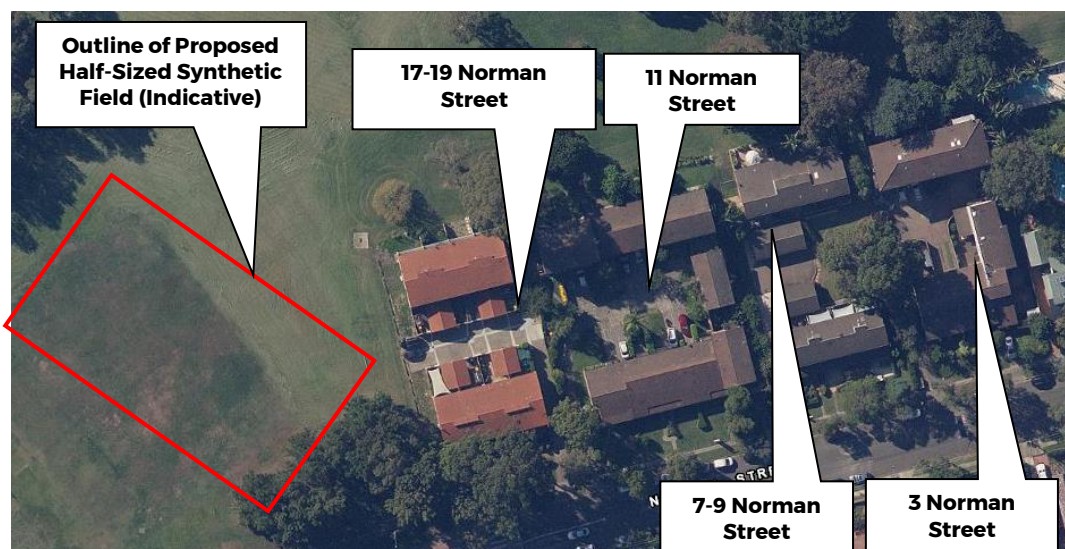 Outline of Proposed
Half-Sized Synthetic
Field (Indicative)
17-19 Norman
Street
11 Norman
Street
7-9 Norman
Street
3 Norman
Street